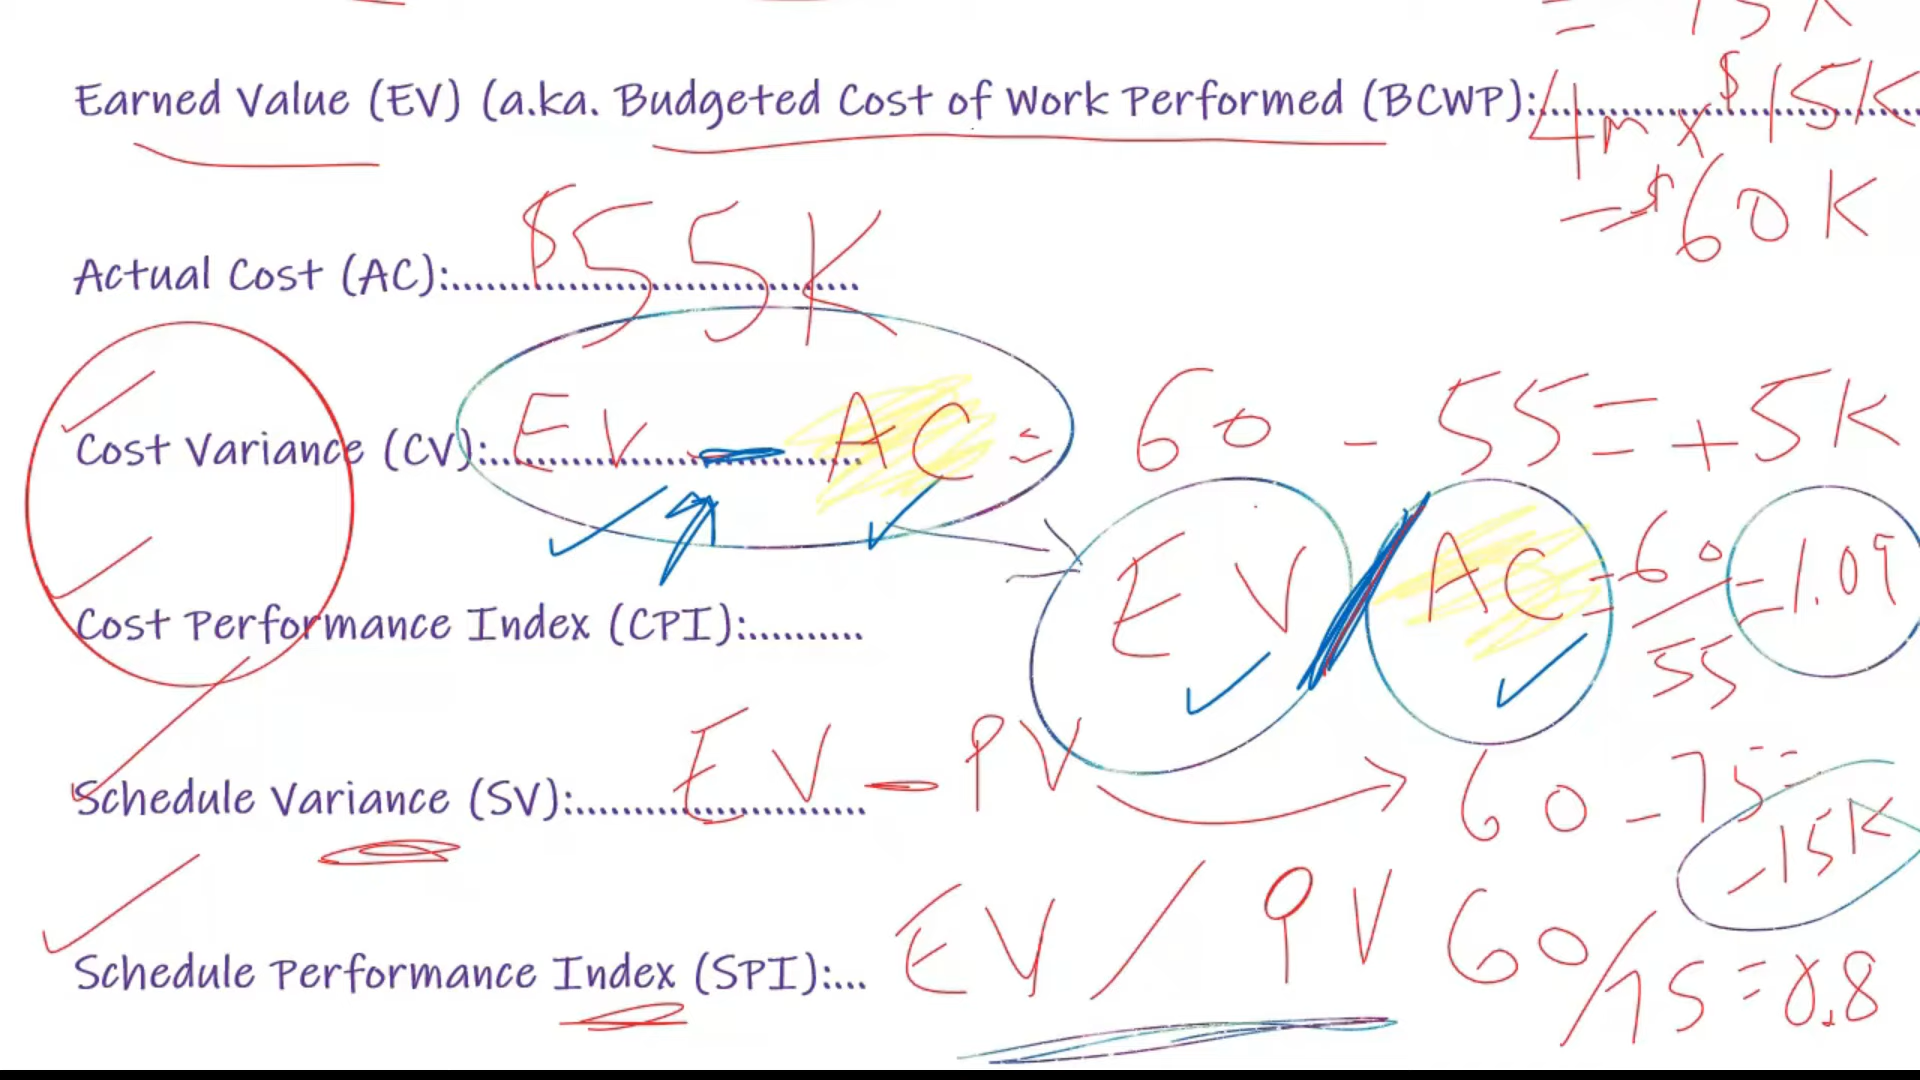 = 75K
Earned Value (EV) (a.ka. Budgeted Cost of Work Performed (BCWP):
4m x $15K
= $60K
Actual Cost (AC): $55K
Cost Variance (CV): EV - AC = 60 - 55 = +5K
Cost Performance Index (CPI): EV / AC = 60/55 = 1.09
Schedule Variance (SV): EV - PV 60 - 75 = -15K
Schedule Performance Index (SPI): EV / PV 60/75 = 0.8